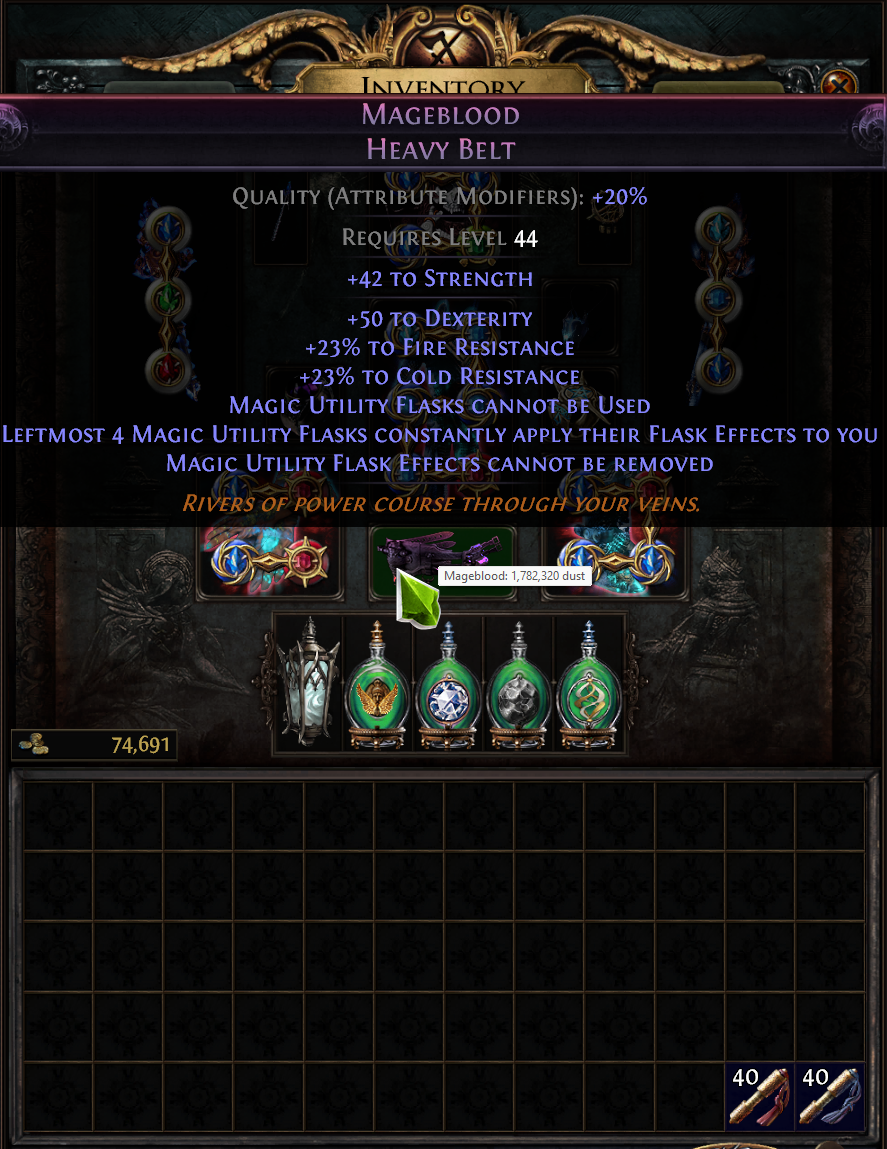 Inventory
Mageblood
Heavy Belt
Quality (Attribute Modifiers): +20%
Requires Level 44
+42 to Strength
+50 to Dexterity
+23% to Fire Resistance
+23% to Cold Resistance
Magic Utility Flasks cannot be Used
Leftmost 4 Magic Utility Flasks constantly apply their Flask Effects to you
Magic Utility Flask Effects cannot be removed
Rivers of power course through your veins.
Mageblood: 1,782,320 dust
74,691
40 40